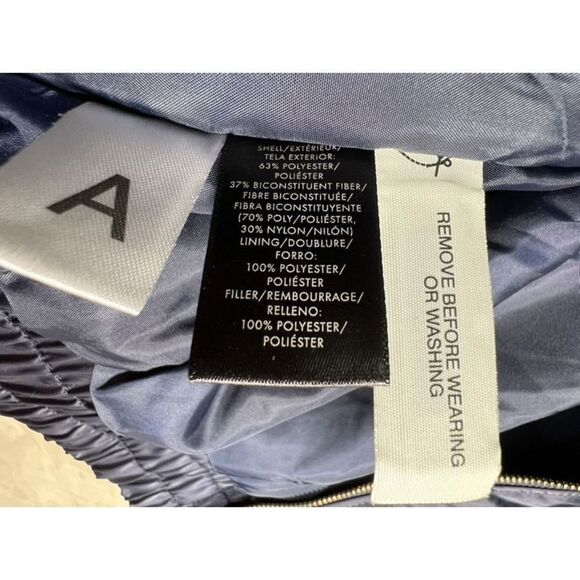 A
SHELL/EXTÉRIEUR/
TELA EXTERIOR:
63% POLYESTER/
POLIÉSTER
37% BICONSTITUENT FIBER/
FIBRE BICONSTITUÉE/
FIBRA BICONSTITUYENTE
(70% POLY/POLIÉSTER,
30% NYLON/NILÓN)
LINING/DOUBLURE/
FORRO:
100% POLYESTER/
POLIÉSTER
FILLER/REMBOURRAGE/
RELLENO:
100% POLYESTER/
POLIÉSTER
REMOVE BEFORE WEARING
OR WASHING